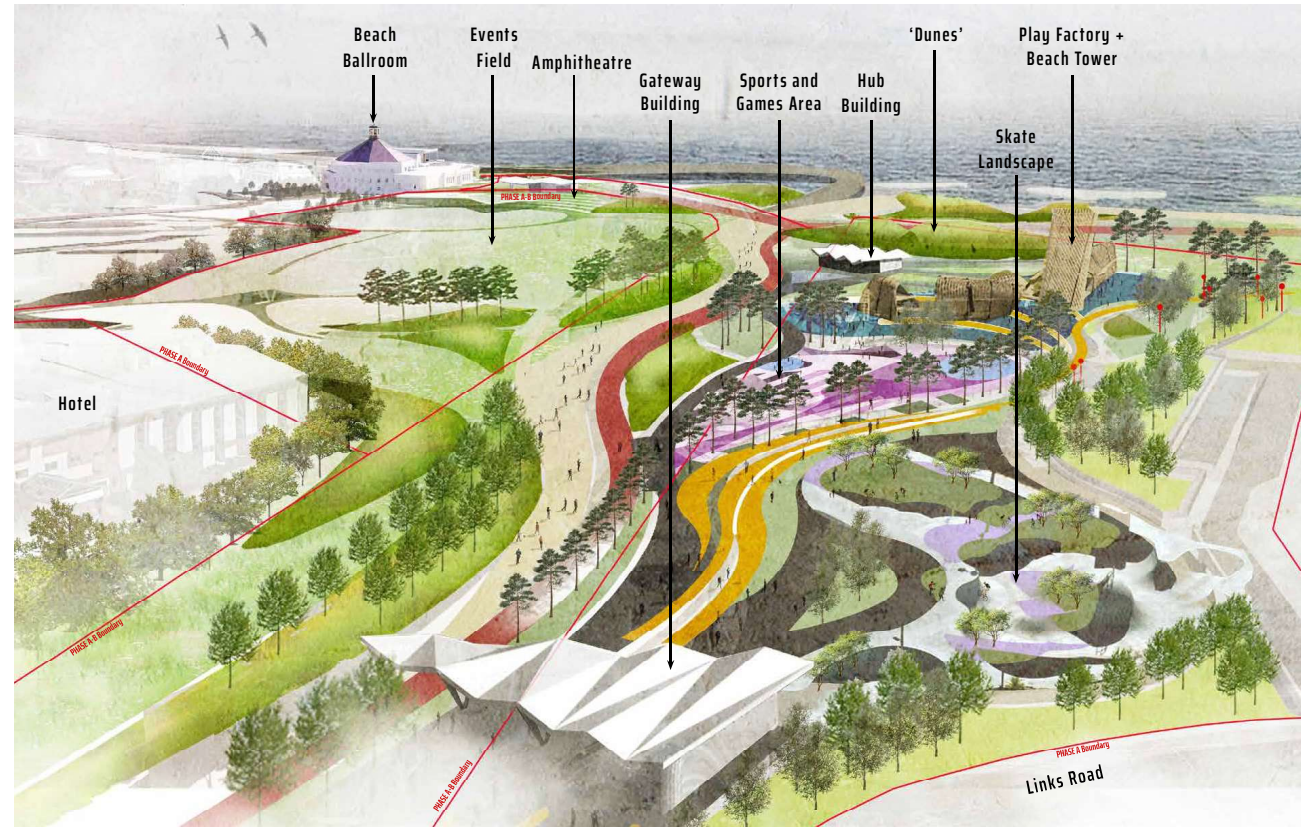 Beach
Ballroom
Events
Field
Amphitheatre
Gateway
Building
Sports and
Games Area
Hub
Building
‘Dunes’
Play Factory +
Beach Tower
Skate
Landscape
PHASE A-B Boundary
PHASE A Boundary
Hotel
PHASE A-B Boundary
PHASE A-B Boundary
PHASE A Boundary
Links Road